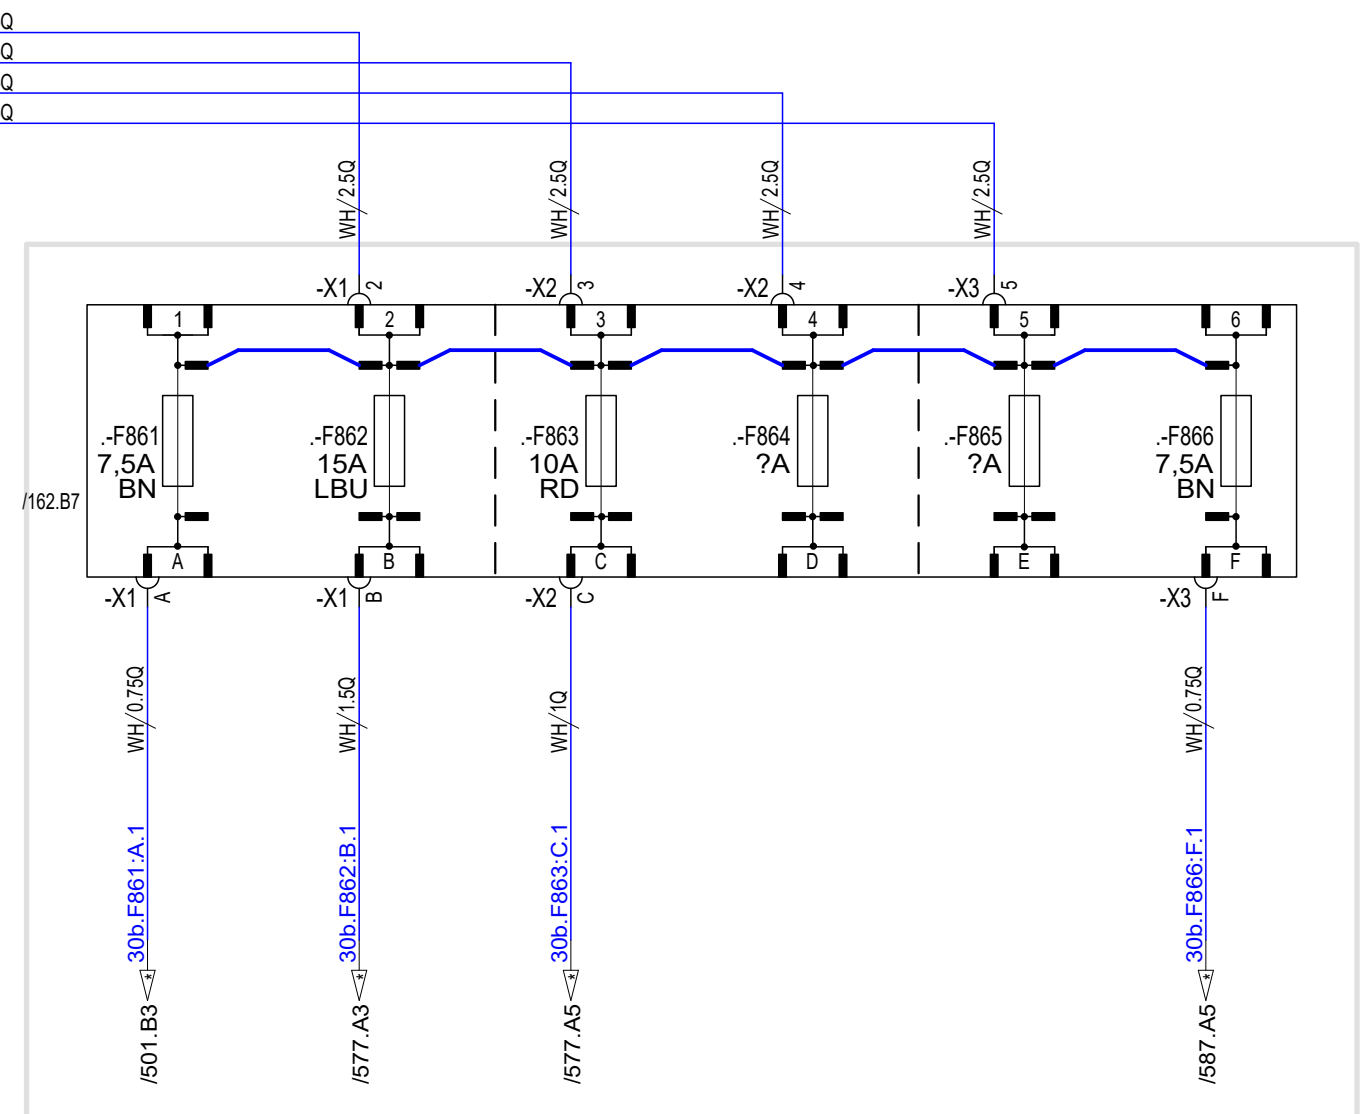 Q
Q
Q
Q
WH/2.5Q
WH/2.5Q
WH/2.5Q
WH/2.5Q
-X1 2
-X2 3
-X2 4
-X3 5
1
2
3
4
5
6
.-F861
7,5A
BN
.-F862
15A
LBU
.-F863
10A
RD
.-F864
?A
.-F865
?A
.-F866
7,5A
BN
/162.B7
A
B
C
D
E
F
-X1 A
-X1 B
-X2 C
-X3 F
WH/0.75Q
WH/1.5Q
WH/1Q
WH/0.75Q
30b.F861:A.1
30b.F862:B.1
30b.F863:C.1
30b.F866:F.1
*
*
*
*
/501.B3
/577.A3
/577.A5
/587.A5